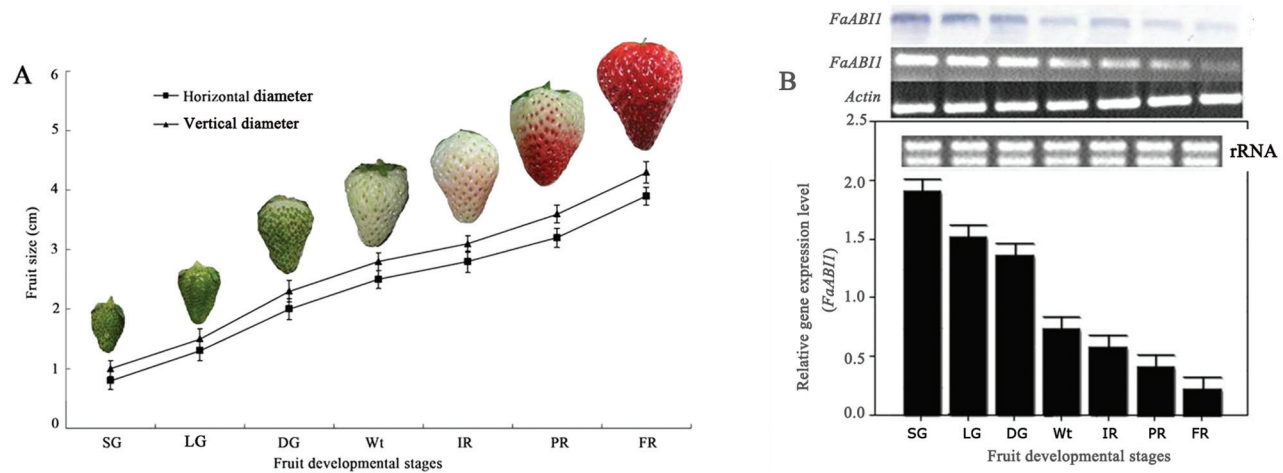 A
6
5
4
3
2
1
0
Fruit size (cm)
Horizontal diameter
Vertical diameter
SG LG DG Wt IR PR FR
Fruit developmental stages
B
FaABI1
FaABI1
Actin
rRNA
2.5
2.0
1.5
1.0
0.5
0.0
Relative gene expression level
(FaABI1)
SG LG DG Wt IR PR FR
Fruit developmental stages